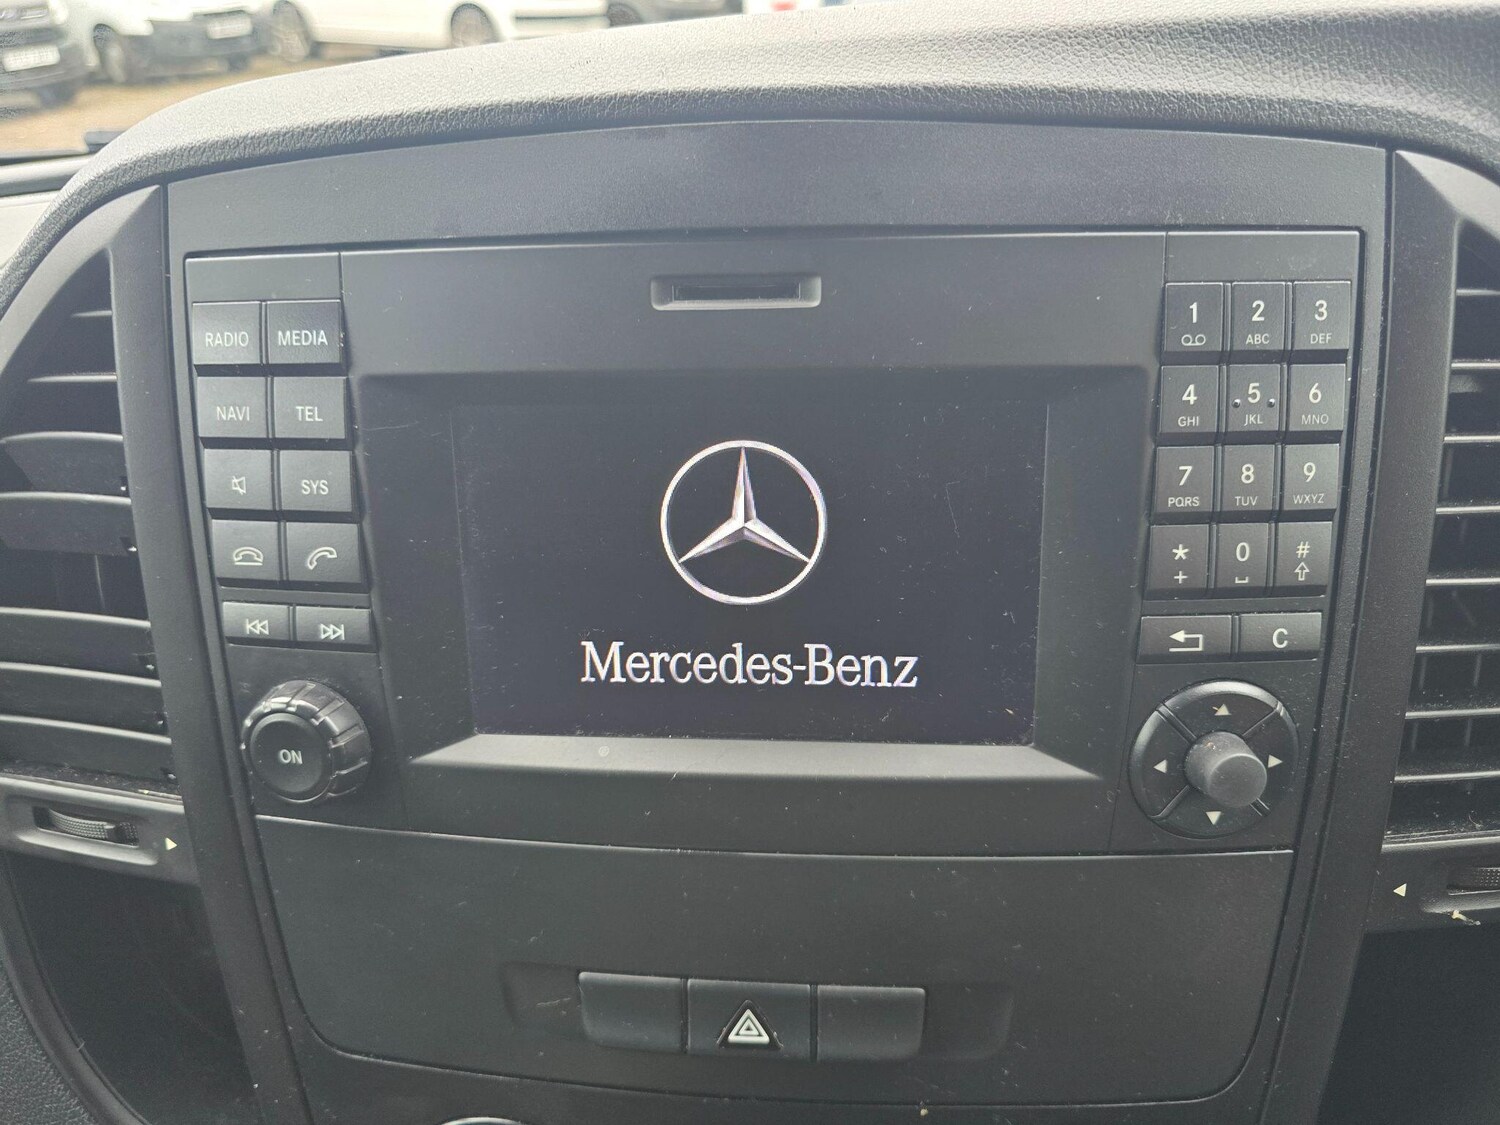 RADIO MEDIA
NAVI TEL
SYS
ON
Mercedes-Benz
1 2 3
ABC DEF
4 5 6
GHI JKL MNO
7 8 9
PQRS TUV WXYZ
* 0 #
+
C